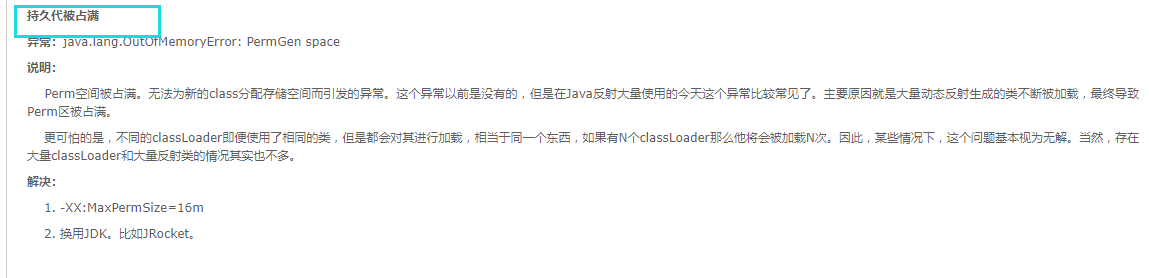 持久代被占满
异常：java.lang.OutOfMemoryError: PermGen space
说明：
Perm空间被占满。无法为新的class分配存储空间而引发的异常。这个异常以前是没有的，但是在Java反射大量使用的今天这个异常比较常见了。主要原因就是大量动态反射生成的类不断被加载，最终导致
Perm区被占满。
更可怕的是，不同的classLoader即便使用了相同的类，但是都会对其进行加载，相当于同一个东西，如果有N个classLoader那么他将会被加载N次。因此，某些情况下，这个问题基本视为无解。当然，存在
大量classLoader和大量反射类的情况其实也不多。
解决：
1. -XX:MaxPermSize=16m
2. 换用JDK。比如JRocket。